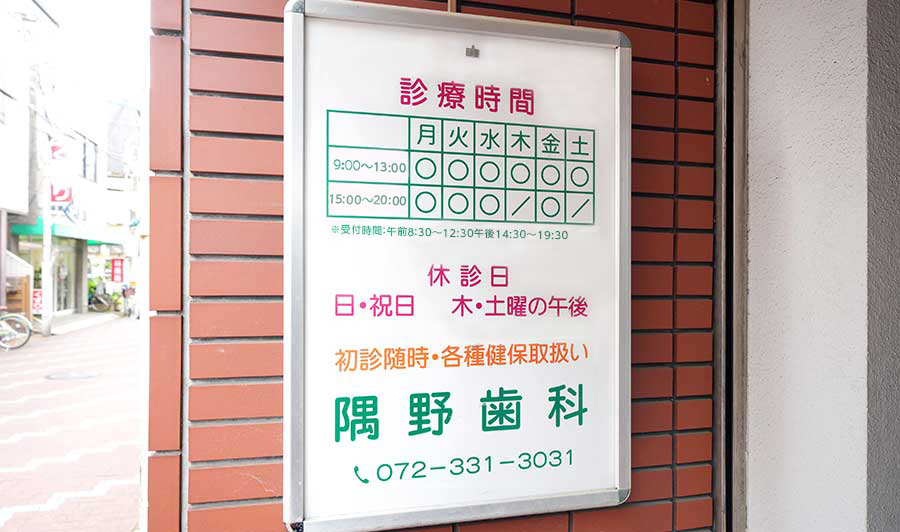 診療時間
月 火 水 木 金 土
9:00〜13:00 ○ ○ ○ ○ ○ ○
15:00〜20:00 ○ ○ ○ / ○ /
※受付時間:午前8:30〜12:30午後14:30〜19:30
休診日
日・祝日 木・土曜の午後
初診随時・各種健保取扱い
隅野歯科
072-331-3031